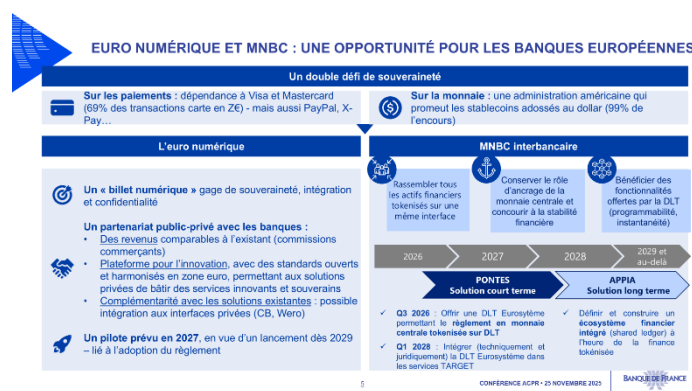 EURO NUMÉRIQUE ET MNBC : UNE OPPORTUNITÉ POUR LES BANQUES EUROPÉENNES
Un double défi de souveraineté
Sur les paiements : dépendance à Visa et Mastercard
(69% des transactions carte en Z€) - mais aussi PayPal, X-
Pay…
Sur la monnaie : une administration américaine qui
promeut les stablecoins adossés au dollar (99% de
l'encours)
L'euro numérique
Un « billet numérique » gage de souveraineté, intégration
et confidentialité
Un partenariat public-privé avec les banques :
• Des revenus comparables à l'existant (commissions
commerçants)
• Plateforme pour l'innovation, avec des standards ouverts
et harmonisés en zone euro, permettant aux solutions
privées de bâtir des services innovants et souverains
• Complémentarité avec les solutions existantes : possible
intégration aux interfaces privées (CB, Wero)
Un pilote prévu en 2027, en vue d'un lancement dès 2029
– lié à l'adoption du règlement
MNBC interbancaire
Rassembler tous
les actifs financiers
tokenisés sur une
même interface
Conserver le rôle
d'ancrage de la
monnaie centrale et
concourir à la stabilité
financière
Bénéficier des
fonctionnalités
offertes par la DLT
(programmabilité,
instantanéité)
2026
2027
2028
2029 et
au-delà
PONTES
Solution court terme
APPIA
Solution long terme
✓ Q3 2026 : Offrir une DLT Eurosytème
permettant le règlement en monnaie
centrale tokenisée sur DLT
✓ Q1 2028 : Intégrer (techniquement et
juridiquement) la DLT Eurosystème dans
les services TARGET
✓ Définir et construire un
écosystème financier
intégré (shared ledger) à
l'heure de la finance
tokénisée
5
CONFÉRENCE ACPR • 25 NOVEMBRE 2025
BANQUE DE FRANCE